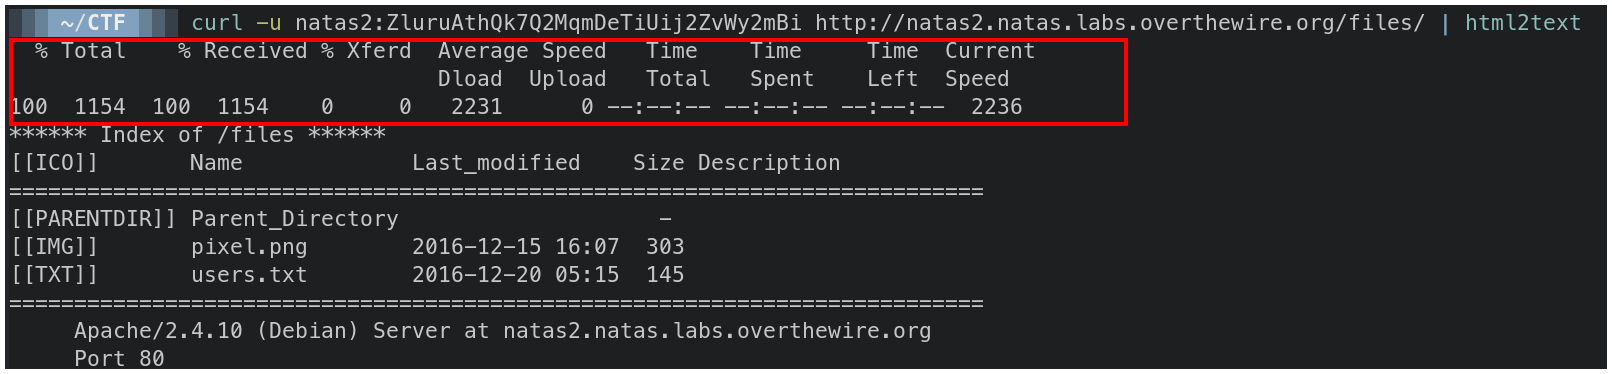 ~/CTF curl -u natas2:ZluruAthQk7Q2MqmDeTiUij2ZvWy2mBi http://natas2.natas.labs.overthewire.org/files/ | html2text
% Total % Received % Xferd Average Speed Time Time Time Current
Dload Upload Total Spent Left Speed
100 1154 100 1154 0 0 2231 0 --:--:-- --:--:-- --:--:-- 2236
****** Index of /files ******
[[ICO]] Name Last_modified Size Description
===========================================================================
[[PARENTDIR]] Parent_Directory -
[[IMG]] pixel.png 2016-12-15 16:07 303
[[TXT]] users.txt 2016-12-20 05:15 145
===========================================================================
Apache/2.4.10 (Debian) Server at natas2.natas.labs.overthewire.org
Port 80